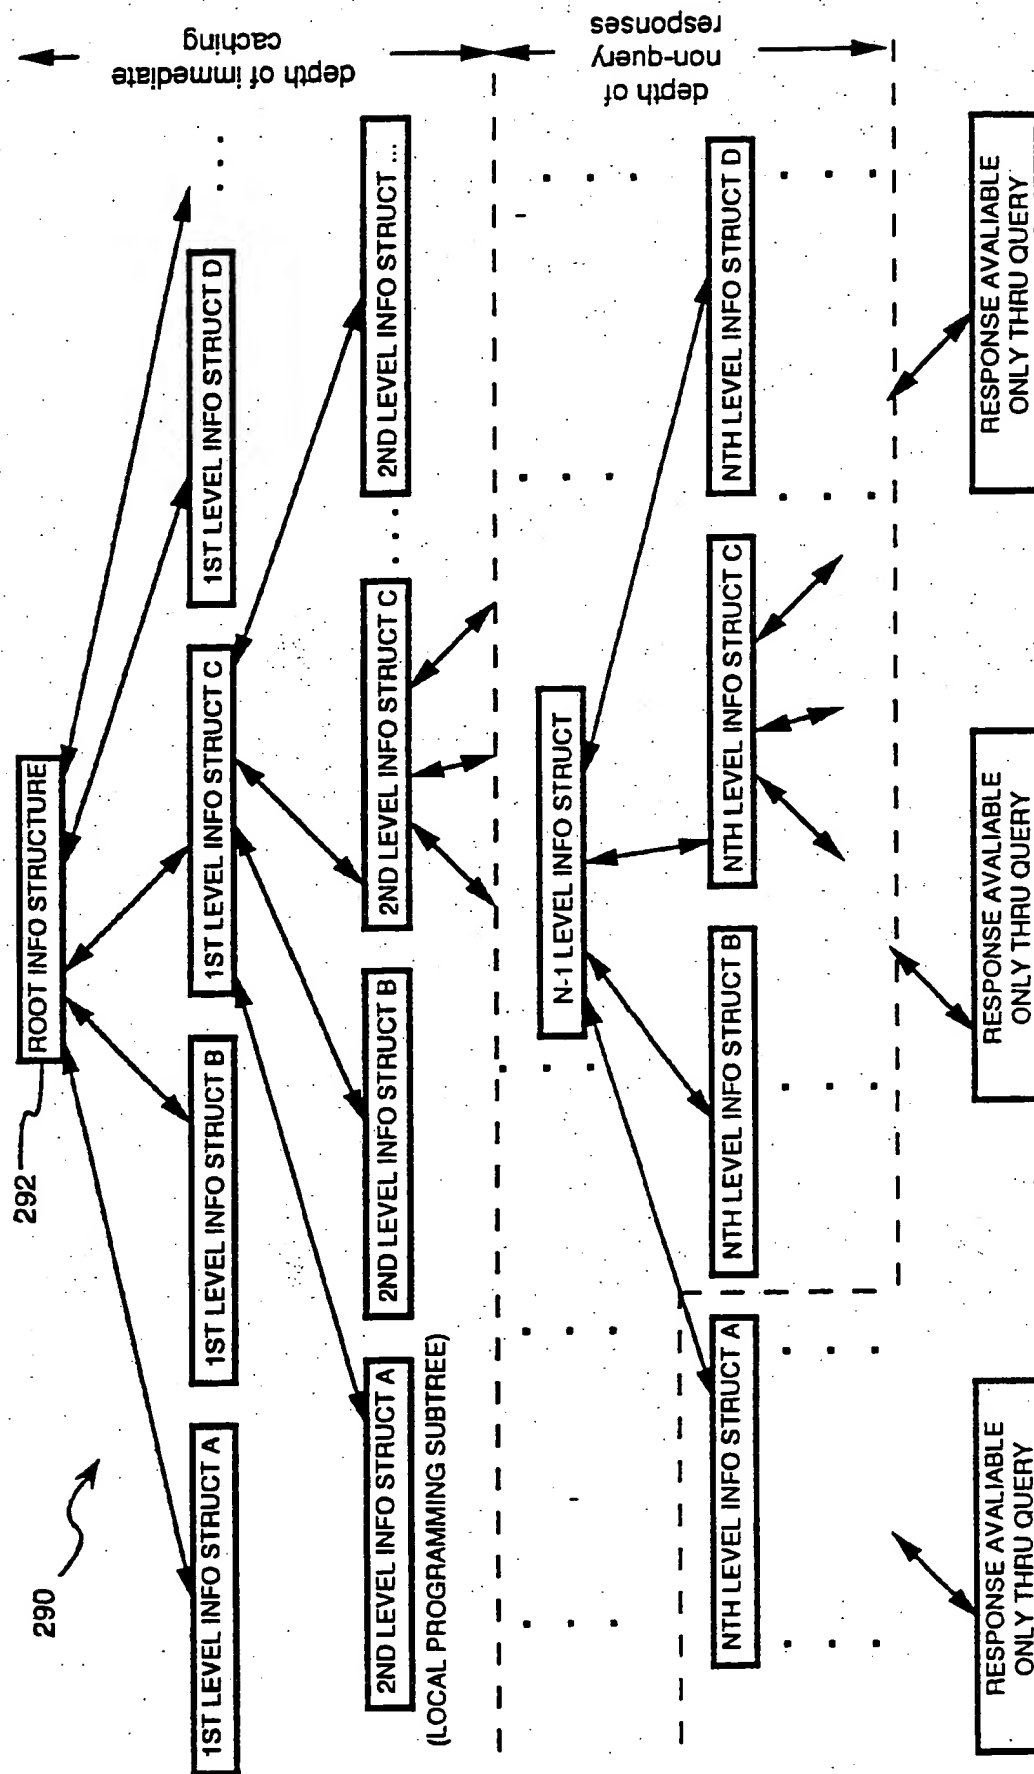 292
ROOT INFO STRUCTURE
depth of immediate
caching
290
1ST LEVEL INFO STRUCT A
1ST LEVEL INFO STRUCT B
1ST LEVEL INFO STRUCT C
1ST LEVEL INFO STRUCT D
...
2ND LEVEL INFO STRUCT A
2ND LEVEL INFO STRUCT B
2ND LEVEL INFO STRUCT C
...
2ND LEVEL INFO STRUCT ...
(LOCAL PROGRAMMING SUBTREE)
depth of
non-query
responses
N-1 LEVEL INFO STRUCT
NTH LEVEL INFO STRUCT A
NTH LEVEL INFO STRUCT B
NTH LEVEL INFO STRUCT C
NTH LEVEL INFO STRUCT D
RESPONSE AVALIABLE
ONLY THRU QUERY
RESPONSE AVALIABLE
ONLY THRU QUERY
RESPONSE AVALIABLE
ONLY THRU QUERY